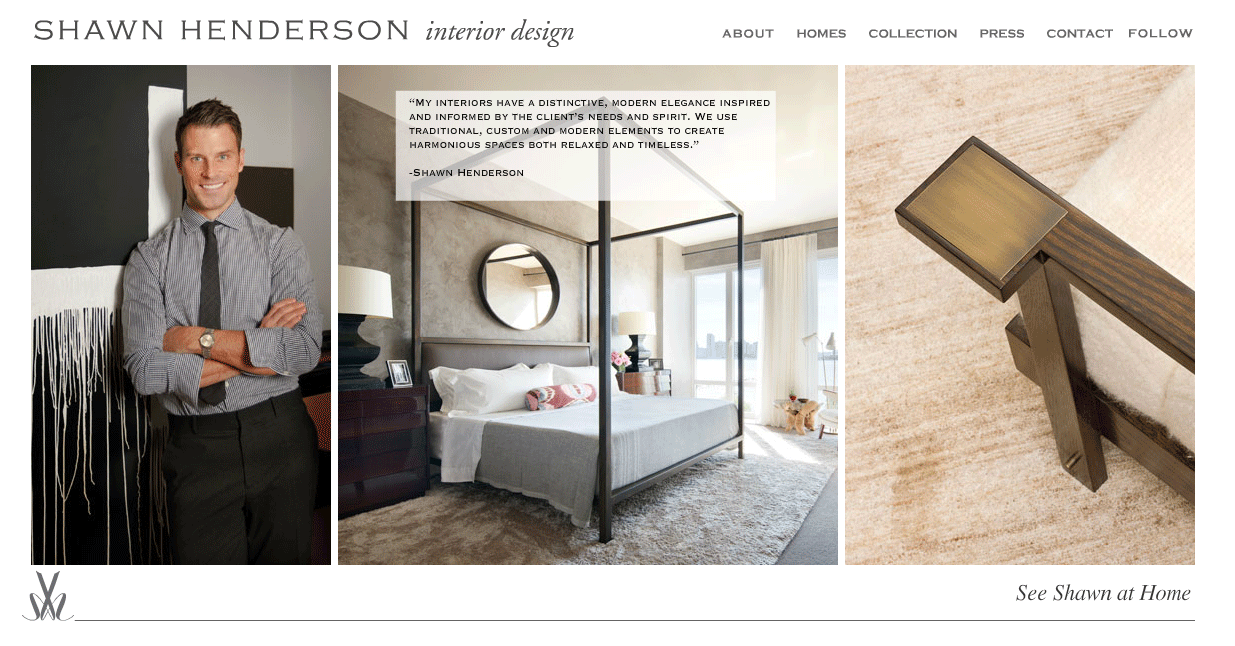 SHAWN HENDERSON interior design
ABOUT HOMES COLLECTION PRESS CONTACT FOLLOW
“My interiors have a distinctive, modern elegance inspired
and informed by the client’s needs and spirit. We use
traditional, custom and modern elements to create
harmonious spaces both relaxed and timeless.”
-Shawn Henderson
See Shawn at Home